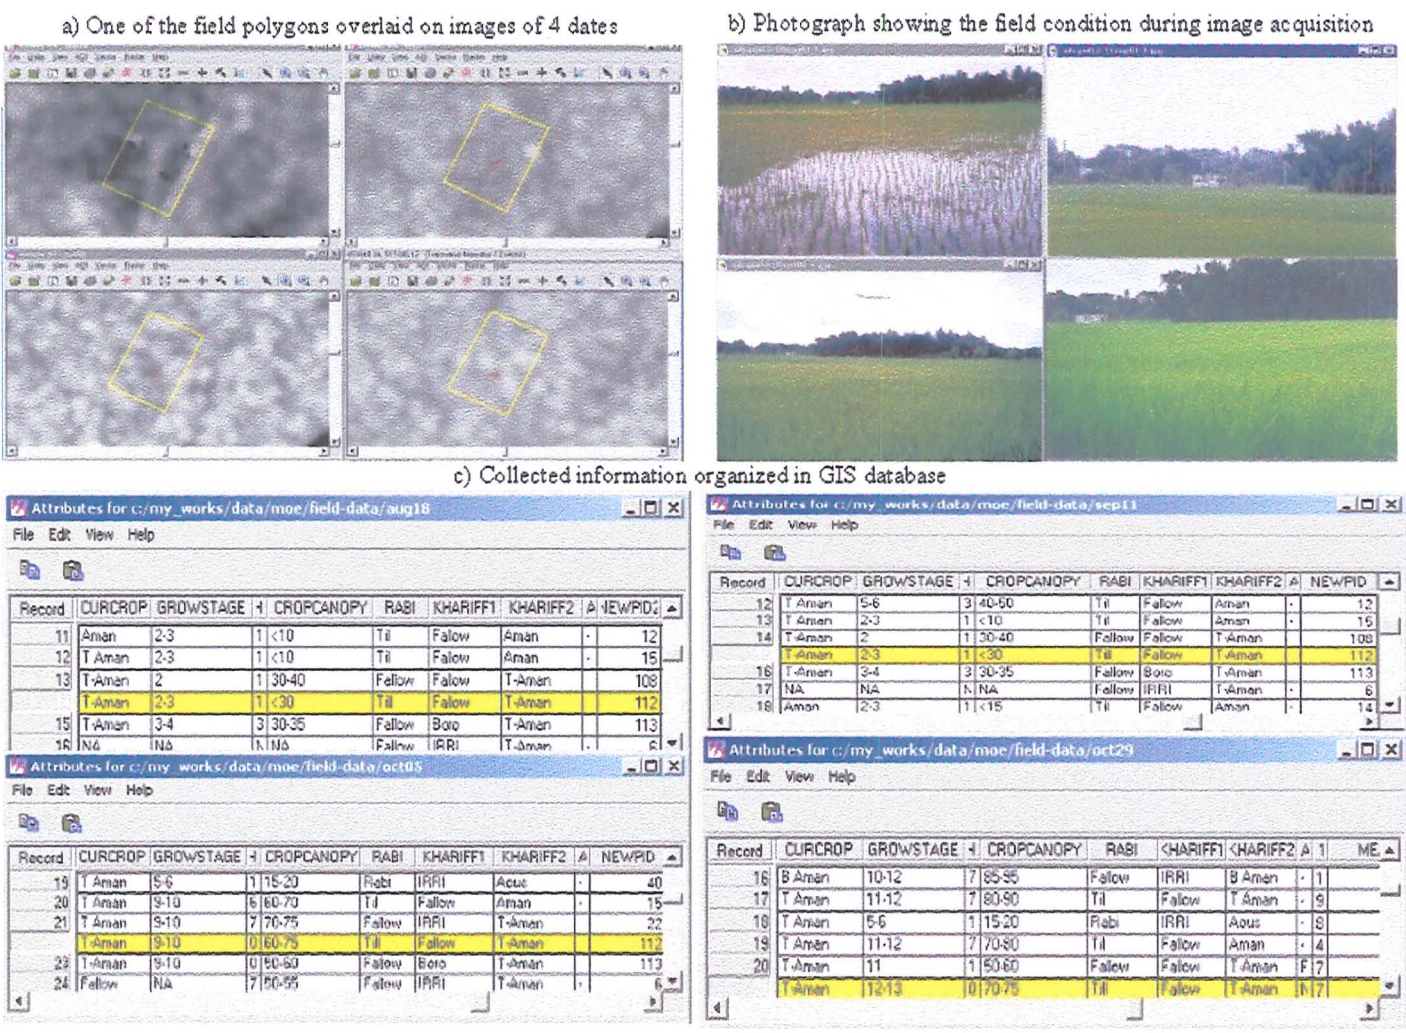 a) One of the field polygons overlaid on images of 4 dates
b) Photograph showing the field condition during image acquisition
c) Collected information organized in GIS database
Attributes for c:/my_works/data/moe/field-data/aug18
File Edit View Help
Record CURCROP GROWSTAGE CROPCANOPY RABI KHARIFF1 KHARIFF2 A
11 Aman 2-3 1 <10 Til Fallow Aman - 12
12 T Aman 2-3 1 <10 Til Fallow Aman - 15
13 T-Aman 2 1 30-40 Fallow Fallow T-Aman 108
T-Aman 2-3 1 <30 Till Fallow T-Aman 112
15 T-Aman 3-4 3 30-35 Fallow Boro T-Aman 113
16 NA NA N NA Fallow IRRI T-Aman 6
Attributes for c:/my_works/data/moe/field-data/sep11
File Edit View Help
Record CURCROP GROWSTAGE CROPCANOPY RABI KHARIFF1 KHARIFF2 A NEWPID
12 T Aman 5-6 3 40-50 Til Fallow Aman - 12
13 T Aman 2-3 1 <10 Til Fallow Aman - 15
14 T-Aman 2 1 30-40 Fallow Fallow T-Aman 108
T-Aman 2-3 1 <30 Till Fallow T-Aman 112
16 T-Aman 3-4 3 30-35 Fallow Boro T-Aman 113
17 NA NA N NA Fallow IRRI T-Aman 6
18 Aman 2-3 1 <15 Til Fallow Aman - 14
Attributes for c:/my_works/data/moe/field-data/oct05
File Edit View Help
Record CURCROP GROWSTAGE CROPCANOPY RABI KHARIFF1 KHARIFF2 A NEWPID
19 T Aman 5-6 1 15-20 Rabi IRRI Aous - 40
20 T Aman 9-10 6 60-70 Til Fallow Aman - 15
21 T Aman 9-10 7 70-75 Fallow IRRI T-Aman 22
T-Aman 9-10 0 60-75 Till Fallow T-Aman 112
23 T-Aman 9-10 0 50-60 Fallow Boro T-Aman 113
24 Fallow NA 7 50-55 Fallow IRRI T-Aman 6
Attributes for c:/my_works/data/moe/field-data/oct29
File Edit View Help
Record CURCROP GROWSTAGE CROPCANOPY RABI <HARIFF1 <HARIFF2 A 1 ME
16 B Aman 10-12 7 85-95 Fallow IRRI B Aman - 1
17 T Aman 11-12 7 80-90 Til Fallow T Aman - 9
18 T Aman 5-6 1 15-20 Rabi IRRI Aous - 8
19 T Aman 11-12 7 70-80 Til Fallow Aman - 4
20 T-Aman 11 1 50-60 Fallow Fallow T-Aman F 7
T-Aman 12-13 0 70-75 Till Fallow T-Aman N 7